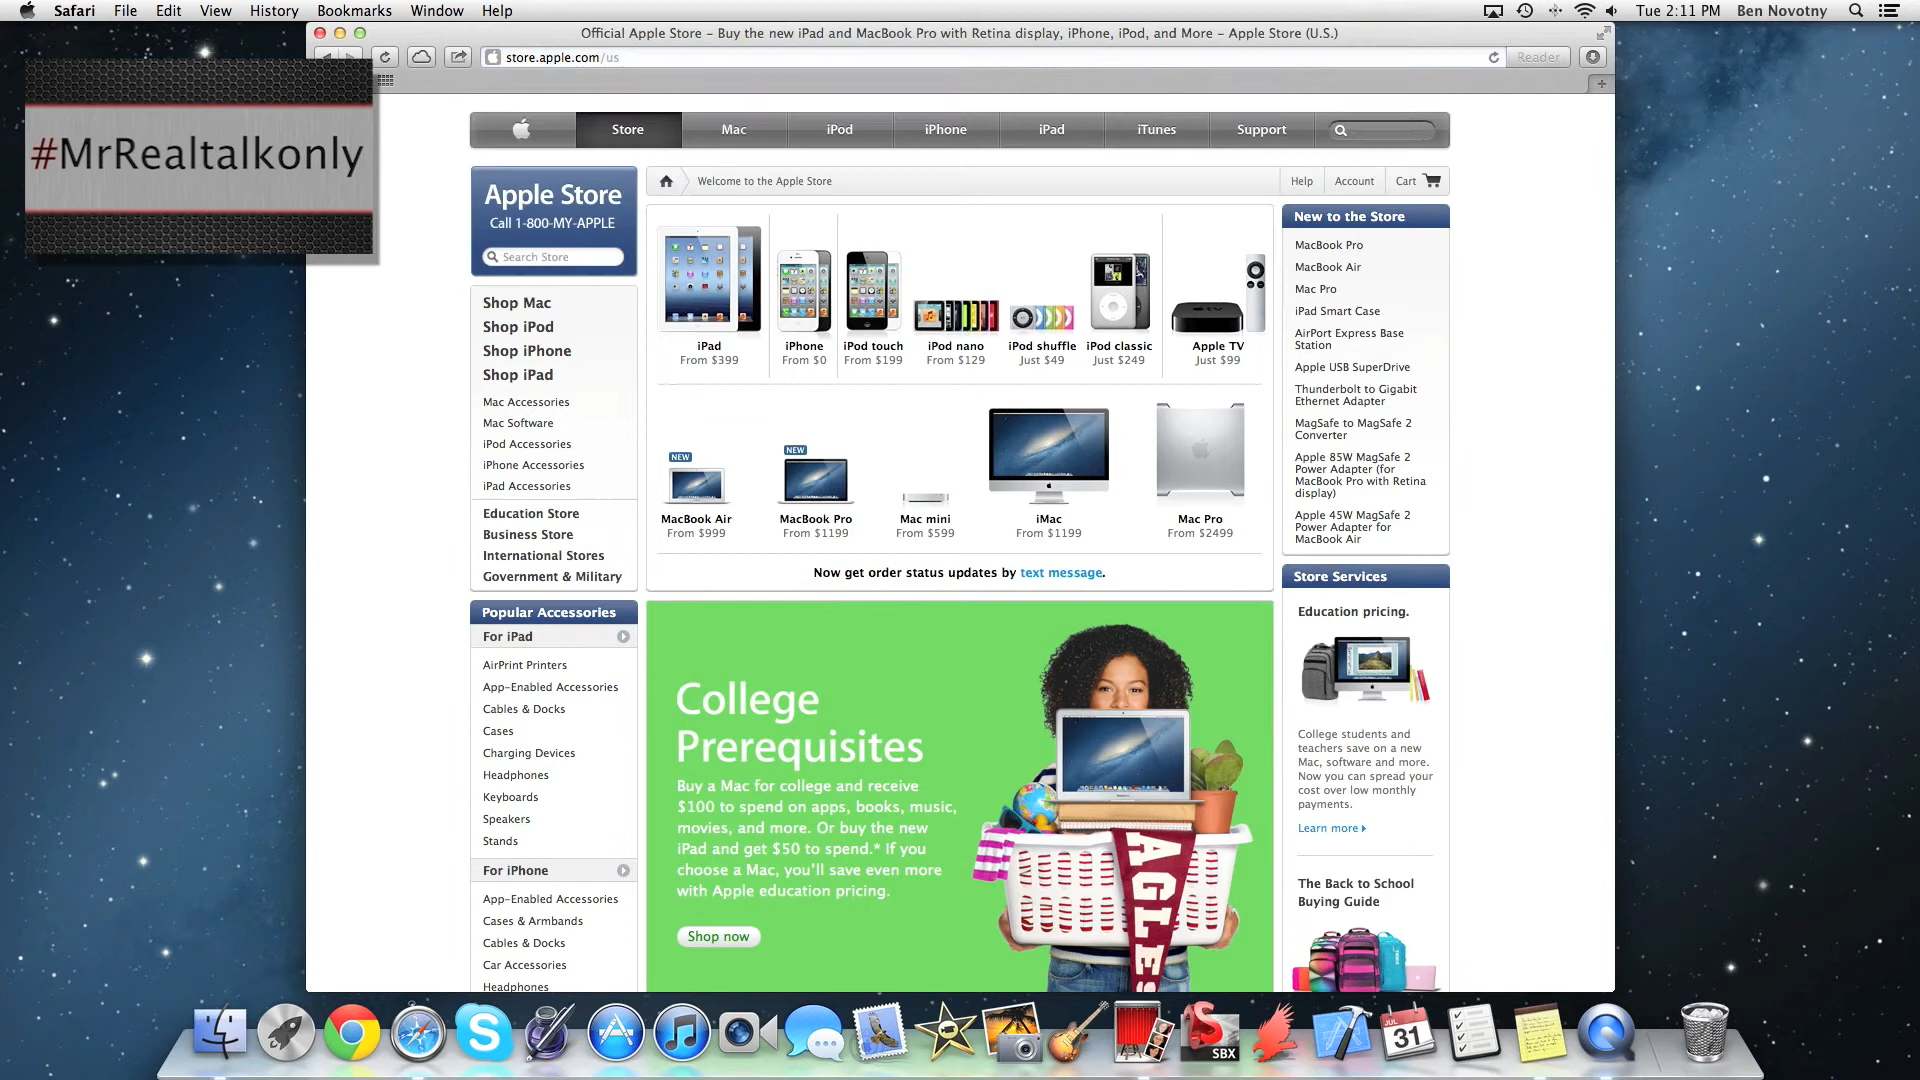 Safari File Edit View History Bookmarks Window Help
Tue 2:11 PM Ben Novotny
Official Apple Store – Buy the new iPad and MacBook Pro with Retina display, iPhone, iPod, and More – Apple Store (U.S.)
store.apple.com/us
Reader
#MrRealtalkonly
Store Mac iPod iPhone iPad iTunes Support
Apple Store
Call 1-800-MY-APPLE
Search Store
Welcome to the Apple Store
Help Account Cart
Shop Mac
Shop iPod
Shop iPhone
Shop iPad
Mac Accessories
Mac Software
iPod Accessories
iPhone Accessories
iPad Accessories
Education Store
Business Store
International Stores
Government & Military
Popular Accessories
For iPad
AirPrint Printers
App-Enabled Accessories
Cables & Docks
Cases
Charging Devices
Headphones
Keyboards
Speakers
Stands
For iPhone
App-Enabled Accessories
Cases & Armbands
Cables & Docks
Car Accessories
Headphones
iPad iPhone iPod touch iPod nano iPod shuffle iPod classic Apple TV
From $399 From $0 From $199 From $129 Just $49 Just $249 Just $99
NEW NEW
MacBook Air MacBook Pro Mac mini iMac Mac Pro
From $999 From $1199 From $599 From $1199 From $2499
Now get order status updates by text message.
College
Prerequisites
Buy a Mac for college and receive
$100 to spend on apps, books, music,
movies, and more. Or buy the new
iPad and get $50 to spend.* If you
choose a Mac, you’ll save even more
with Apple education pricing.
Shop now
AGLES
New to the Store
MacBook Pro
MacBook Air
Mac Pro
iPad Smart Case
AirPort Express Base
Station
Apple USB SuperDrive
Thunderbolt to Gigabit
Ethernet Adapter
MagSafe to MagSafe 2
Converter
Apple 85W MagSafe 2
Power Adapter (for
MacBook Pro with Retina
display)
Apple 45W MagSafe 2
Power Adapter for
MacBook Air
Store Services
Education pricing.
College students and
teachers save on a new
Mac, software and more.
Now you can spread your
cost over low monthly
payments.
Learn more
The Back to School
Buying Guide
SBX
JUL
31